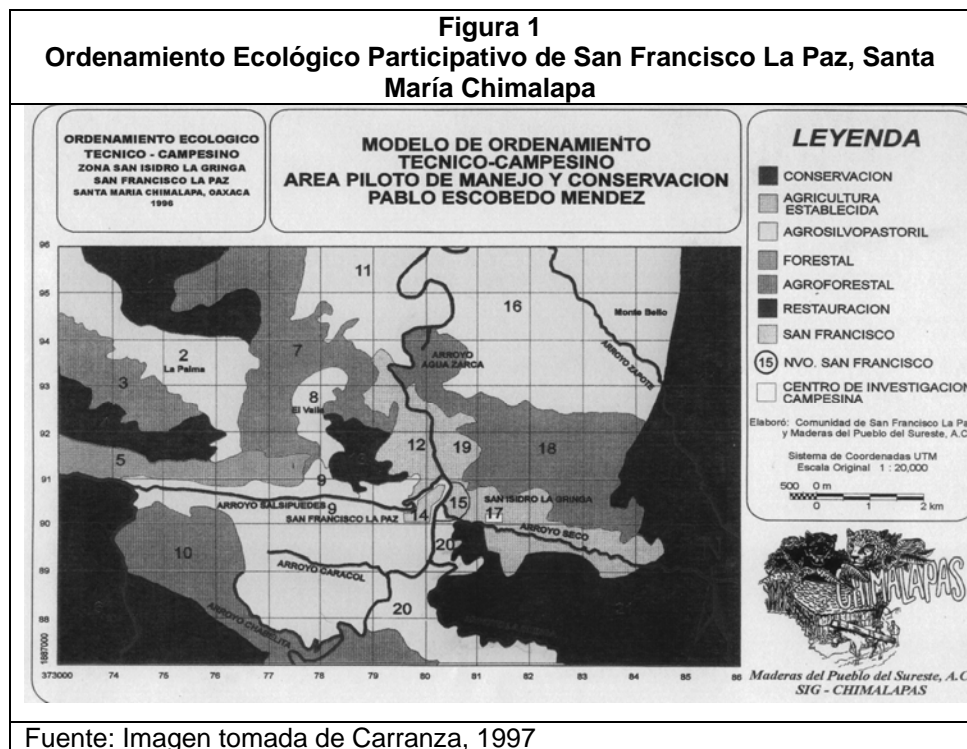 Figura 1
Ordenamiento Ecológico Participativo de San Francisco La Paz, Santa
María Chimalapa
ORDENAMIENTO ECOLOGICO
TECNICO - CAMPESINO
ZONA SAN ISIDRO LA GRINGA
SAN FRANCISCO LA PAZ
SANTA MARIA CHIMALAPA, OAXACA
1996
MODELO DE ORDENAMIENTO
TECNICO-CAMPESINO
AREA PILOTO DE MANEJO Y CONSERVACION
PABLO ESCOBEDO MENDEZ
LEYENDA
CONSERVACION
AGRICULTURA
ESTABLECIDA
AGROSILVOPASTORIL
FORESTAL
AGROFORESTAL
RESTAURACION
SAN FRANCISCO
15 NVO. SAN FRANCISCO
CENTRO DE INVESTIGACION
CAMPESINA
Elaboró: Comunidad de San Francisco La Pa
y Maderas del Pueblo del Sureste, A.C.
Sistema de Coordenadas UTM
Escala Original 1 : 20,000
500 0 m 1 2 km
96
95
94
93
92
91
90
89
88
1887000
373000 74 75 76 77 78 79 80 81 82 83 84 85 86
11
16
Monte Bello
ARROYO ZAPOTE
2
La Palma
7
ARROYO
AGUA ZARCA
3
8
El Valle
12
19
18
5
9
ARROYO SALSIPUEDES
9
SAN FRANCISCO LA PAZ
14
15
SAN ISIDRO LA GRINGA
17
ARROYO SECO
20
10
ARROYO CARACOL
20
ARROYO CHABELITA
CHIMALAPAS
Maderas del Pueblo del Sureste, A.C
SIG - CHIMALAPAS
Fuente: Imagen tomada de Carranza, 1997